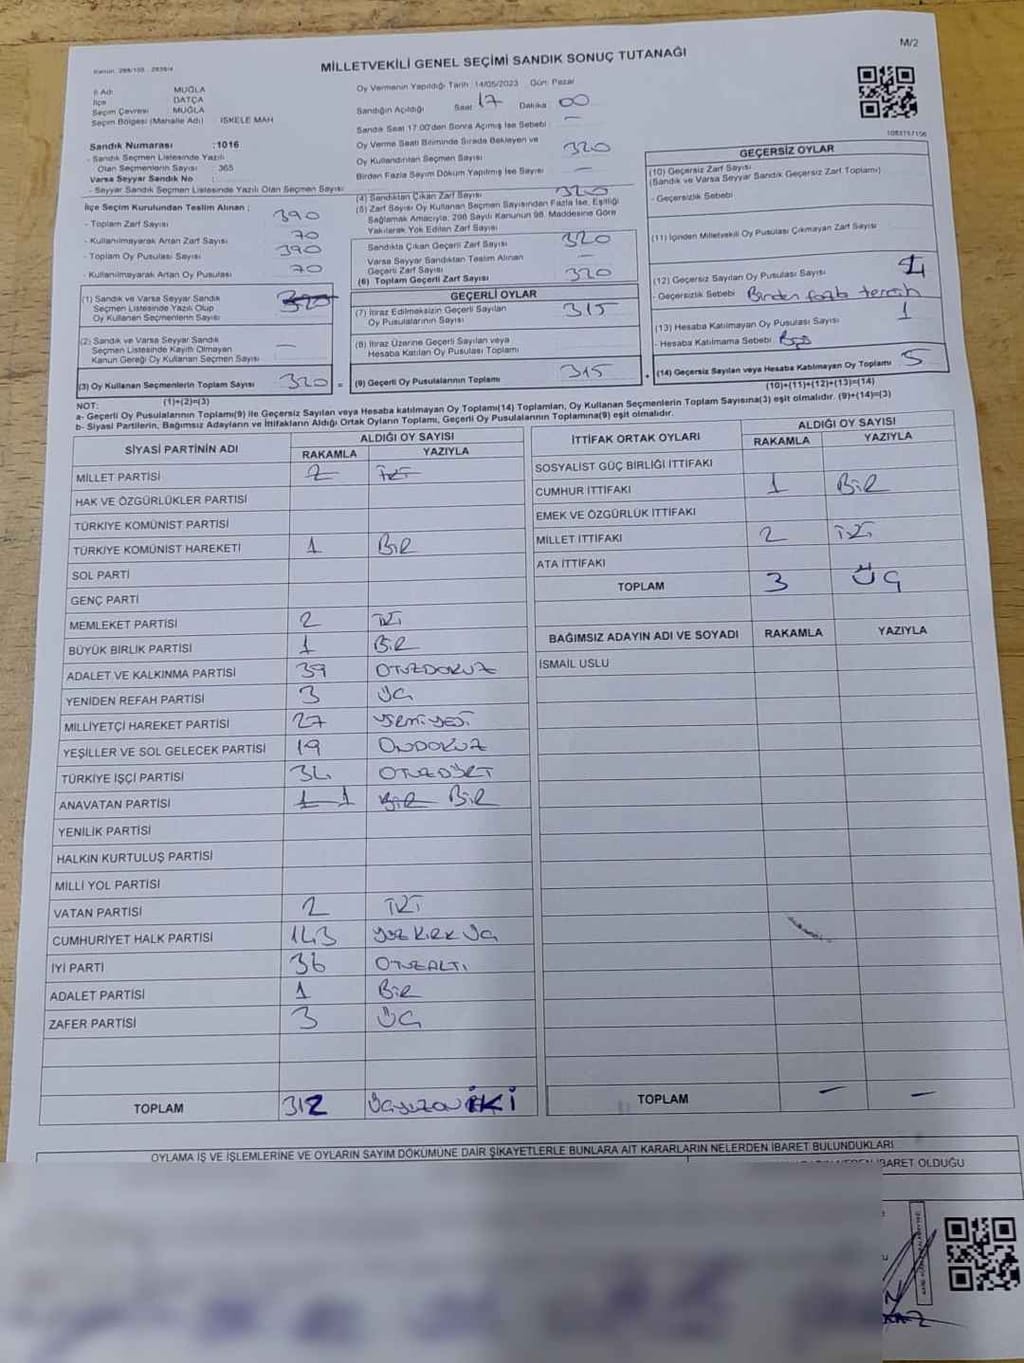 MİLLETVEKİLİ GENEL SEÇİMİ SANDIK SONUÇ TUTANAĞI
M/2
İl Adı MUĞLA
İlçe : DATÇA
Seçim Çevresi : MUĞLA
Seçim Bölgesi (Mahalle Adı) İSKELE MAH
Sandık Numarası : 1016
- Sandık Seçmen Listesinde Yazılı
Olan Seçmenlerin Sayısı : 365
Varsa Seyyar Sandık No
- Seyyar Sandık Seçmen Listesinde Yazılı Olan Seçmen Sayısı:
Oy Vermenin Yapıldığı Tarih : 14/05/2023 Gün: Pazar
Sandığın Açıldığı Saat 17 Dakika 00
Sandık Saat 17:00'den Sonra Açılmış İse Sebebi : —
Oy Verme Saati Bitiminde Sırada Bekleyen ve
Oy Kullandırılan Seçmen Sayısı 320
Birden Fazla Sayım Döküm Yapılmış İse Sayısı —
1083757156
İlçe Seçim Kurulundan Teslim Alınan :
- Toplam Zarf Sayısı 390
- Kullanılmayarak Artan Zarf Sayısı 70
- Toplam Oy Pusulası Sayısı 390
- Kullanılmayarak Artan Oy Pusulası 70
(4) Sandıktan Çıkan Zarf Sayısı 320
(5) Zarf Sayısı Oy Kullanan Seçmen Sayısından Fazla İse, Eşitliği
Sağlamak Amacıyla; 298 Sayılı Kanunun 98. Maddesine Göre
Yakılarak Yok Edilen Zarf Sayısı
Sandıkta Çıkan Geçerli Zarf Sayısı 320
Varsa Seyyar Sandıktan Teslim Alınan
Geçerli Zarf Sayısı —
(6) Toplam Geçerli Zarf Sayısı 320
GEÇERSİZ OYLAR
(10) Geçersiz Zarf Sayısı
(Sandık ve Varsa Seyyar Sandık Geçersiz Zarf Toplamı)
- Geçersizlik Sebebi
(11) İçinden Milletvekili Oy Pusulası Çıkmayan Zarf Sayısı
(12) Geçersiz Sayılan Oy Pusulası Sayısı 4
- Geçersizlik Sebebi Birden fazla tercih
(13) Hesaba Katılmayan Oy Pusulası Sayısı 1
- Hesaba Katılmama Sebebi Boş
(14) Geçersiz Sayılan veya Hesaba Katılmayan Oy Toplamı 5
(10)+(11)+(12)+(13)=(14)
(1) Sandık ve Varsa Seyyar Sandık
Seçmen Listesinde Yazılı Olup
Oy Kullanan Seçmenlerin Sayısı 320
(2) Sandık ve Varsa Seyyar Sandık
Seçmen Listesinde Kayıtlı Olmayan
Kanun Gereği Oy Kullanan Seçmen Sayısı —
(3) Oy Kullanan Seçmenlerin Toplam Sayısı 320 =
(1)+(2)=(3)
GEÇERLİ OYLAR
(7) İtiraz Edilmeksizin Geçerli Sayılan
Oy Pusulalarının Sayısı 315
(8) İtiraz Üzerine Geçerli Sayılan veya
Hesaba Katılan Oy Pusulası Toplamı
(9) Geçerli Oy Pusulalarının Toplamı 315 +
NOT:
a- Geçerli Oy Pusulasının Toplamı(9) ile Geçersiz Sayılan veya Hesaba katılmayan Oy Toplamı(14) Toplamları, Oy Kullanan Seçmenlerin Toplam Sayısına(3) eşit olmalıdır. (9)+(14)=(3)
b- Siyasi Partilerin, Bağımsız Adayların ve İttifakların Aldığı Ortak Oyların Toplamı, Geçerli Oy Pusulalarının Toplamına(9) eşit olmalıdır.
SİYASİ PARTİNİN ADI ALDIĞI OY SAYISI
RAKAMLA YAZIYLA
MİLLET PARTİSİ 2 İKİ
HAK VE ÖZGÜRLÜKLER PARTİSİ
TÜRKİYE KOMÜNİST PARTİSİ
TÜRKİYE KOMÜNİST HAREKETİ 1 BİR
SOL PARTİ
GENÇ PARTİ
MEMLEKET PARTİSİ 2 İKİ
BÜYÜK BİRLİK PARTİSİ 1 BİR
ADALET VE KALKINMA PARTİSİ 39 OTUZDOKUZ
YENİDEN REFAH PARTİSİ 3 ÜÇ
MİLLİYETÇİ HAREKET PARTİSİ 27 YİRMİYEDİ
YEŞİLLER VE SOL GELECEK PARTİSİ 19 ONDOKUZ
TÜRKİYE İŞÇİ PARTİSİ 34 OTUZDÖRT
ANAVATAN PARTİSİ 1 1 BİR BİR
YENİLİK PARTİSİ
HALKIN KURTULUŞ PARTİSİ
MİLLİ YOL PARTİSİ
VATAN PARTİSİ 2 İKİ
CUMHURİYET HALK PARTİSİ 143 YÜZ KIRK ÜÇ
İYİ PARTİ 36 OTUZALTI
ADALET PARTİSİ 1 BİR
ZAFER PARTİSİ 3 ÜÇ
TOPLAM 312 ÜÇYÜZON İKİ
İTTİFAK ORTAK OYLARI ALDIĞI OY SAYISI
RAKAMLA YAZIYLA
SOSYALİST GÜÇ BİRLİĞİ İTTİFAKI
CUMHUR İTTİFAKI 1 BİR
EMEK VE ÖZGÜRLÜK İTTİFAKI
MİLLET İTTİFAKI 2 İKİ
ATA İTTİFAKI
TOPLAM 3 ÜÇ
BAĞIMSIZ ADAYIN ADI VE SOYADI RAKAMLA YAZIYLA
İSMAİL USLU
TOPLAM — —
OYLAMA İŞ VE İŞLEMLERİNE VE OYLARIN SAYIM DÖKÜMÜNE DAİR ŞİKAYETLERLE BUNLARA AİT KARARLARIN NELERDEN İBARET BULUNDUKLARI
İBARET OLDUĞU